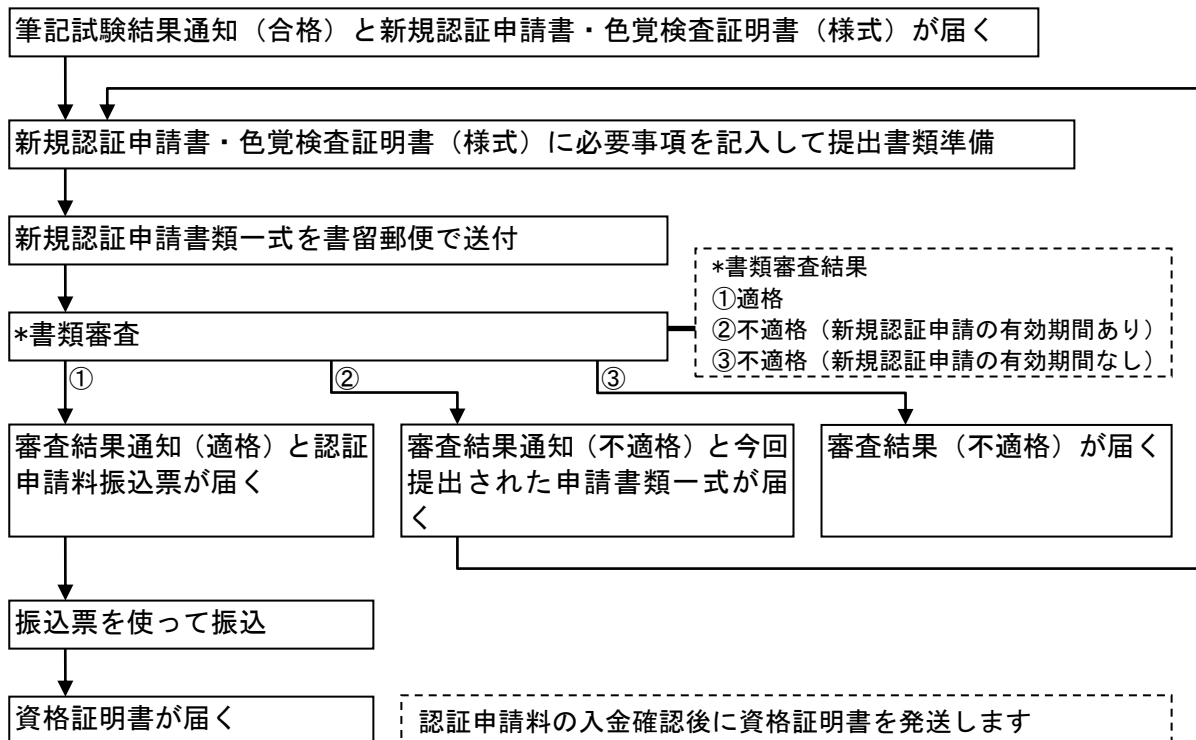 筆記試験結果通知（合格）と新規認証申請書・色覚検査証明書（様式）が届く
新規認証申請書・色覚検査証明書（様式）に必要事項を記入して提出書類準備
新規認証申請書類一式を書留郵便で送付
*書類審査結果
①適格
②不適格（新規認証申請の有効期間あり）
③不適格（新規認証申請の有効期間なし）
*書類審査
①
②
③
審査結果通知（適格）と認証
申請料振込票が届く
審査結果通知（不適格）と今回
提出された申請書類一式が届
く
審査結果（不適格）が届く
振込票を使って振込
資格証明書が届く
認証申請料の入金確認後に資格証明書を発送します